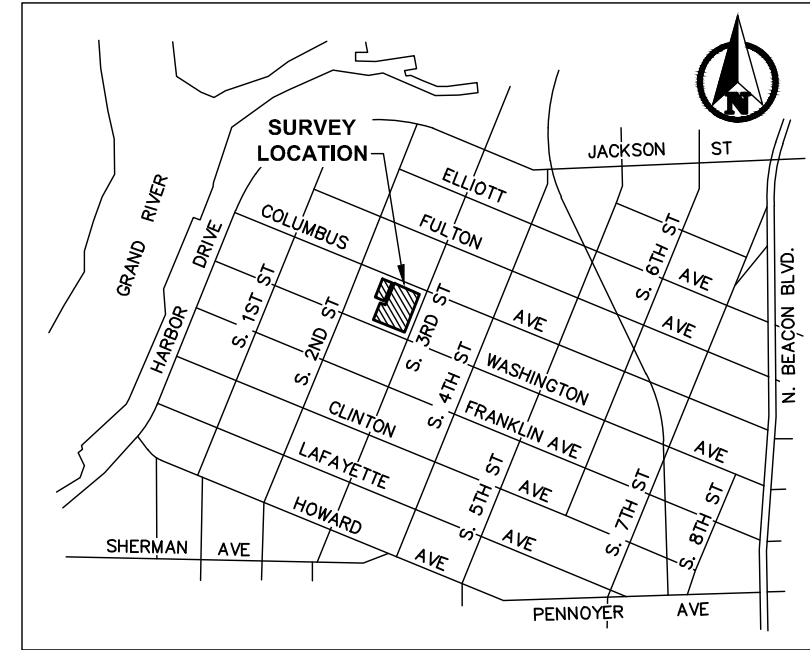 N
SURVEY
LOCATION
JACKSON ST
ELLIOTT AVE
COLUMBUS AVE
FULTON AVE
GRAND RIVER
HARBOR DRIVE
S. 1ST ST
S. 2ND ST
S. 3RD ST
S. 4TH ST
S. 5TH ST
S. 6TH ST
S. 7TH ST
S. 8TH ST
N. BEACON BLVD.
WASHINGTON AVE
FRANKLIN AVE
CLINTON AVE
LAFAYETTE AVE
HOWARD AVE
SHERMAN AVE
PENNOYER AVE